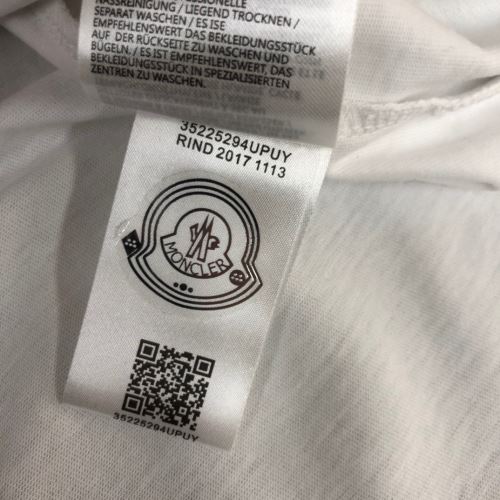 NASSREINIGUNG / LIEGEND TROCKNEN /
SEPARAT WASCHEN / ES ISE
EMPFEHLENSWERT DAS BEKLEIDUNGSSTÜCK
AUF DER RÜCKSEITE ZU WASCHEN UND
BÜGELN. / ES IST EMPFEHLENSWERT, DAS
BEKLEIDUNGSSTÜCK IN SPEZIALISIERTEN
ZENTREN ZU WASCHEN.
35225294UPUY
RIND 2017 1113
MONCLER
35225294UPUY